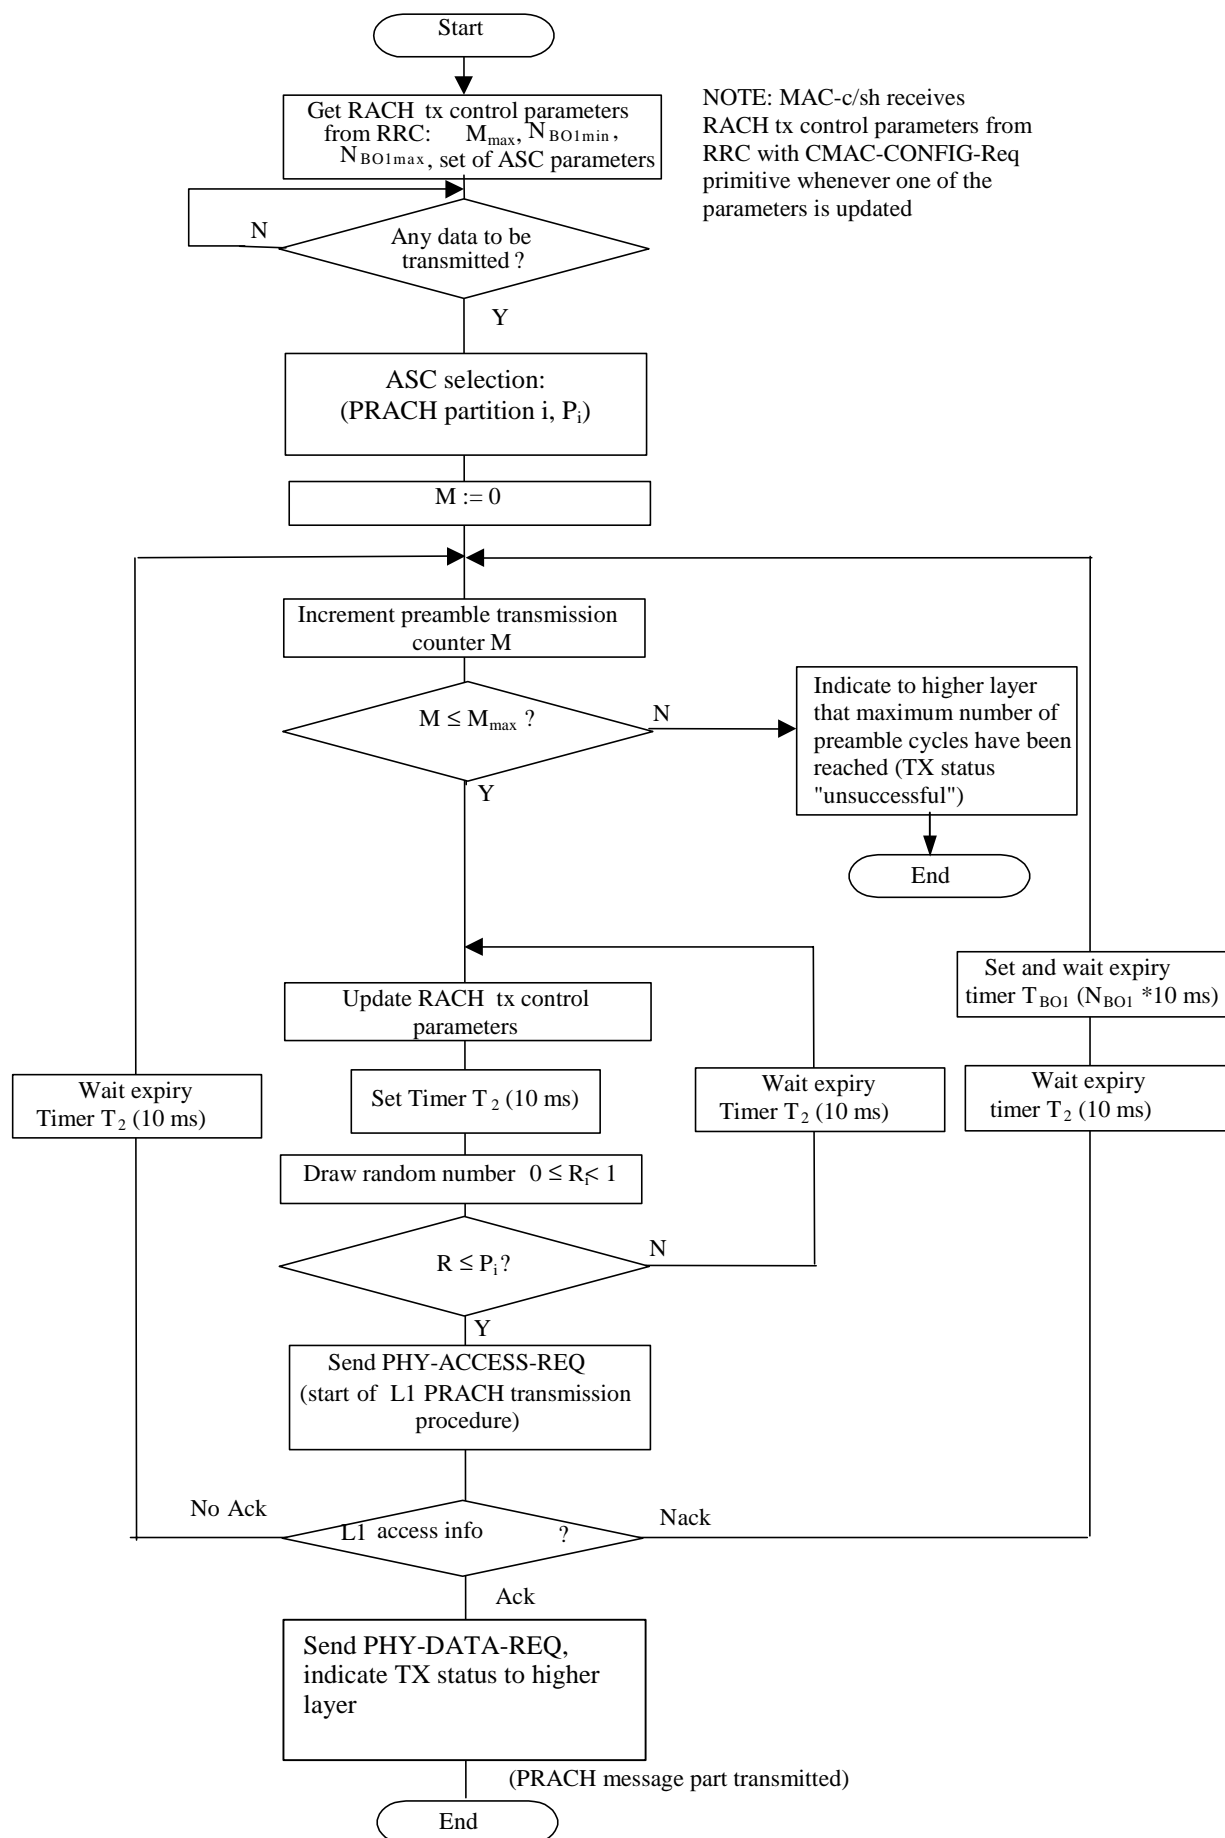 Start
Get RACH tx control parameters
from RRC: Mmax, NBO1min,
NBO1max, set of ASC parameters
NOTE: MAC-c/sh receives
RACH tx control parameters from
RRC with CMAC-CONFIG-Req
primitive whenever one of the
parameters is updated
N
Any data to be
transmitted ?
Y
ASC selection:
(PRACH partition i, Pi)
M := 0
Increment preamble transmission
counter M
M ≤ Mmax ?
N
Indicate to higher layer
that maximum number of
preamble cycles have been
reached (TX status
"unsuccessful")
Y
End
Set and wait expiry
timer TBO1 (NBO1 *10 ms)
Update RACH tx control
parameters
Wait expiry
Timer T2 (10 ms)
Set Timer T2 (10 ms)
Wait expiry
Timer T2 (10 ms)
Wait expiry
timer T2 (10 ms)
Draw random number 0 ≤ Ri< 1
R ≤ Pi?
N
Y
Send PHY-ACCESS-REQ
(start of L1 PRACH transmission
procedure)
No Ack
L1 access info ?
Nack
Ack
Send PHY-DATA-REQ,
indicate TX status to higher
layer
(PRACH message part transmitted)
End